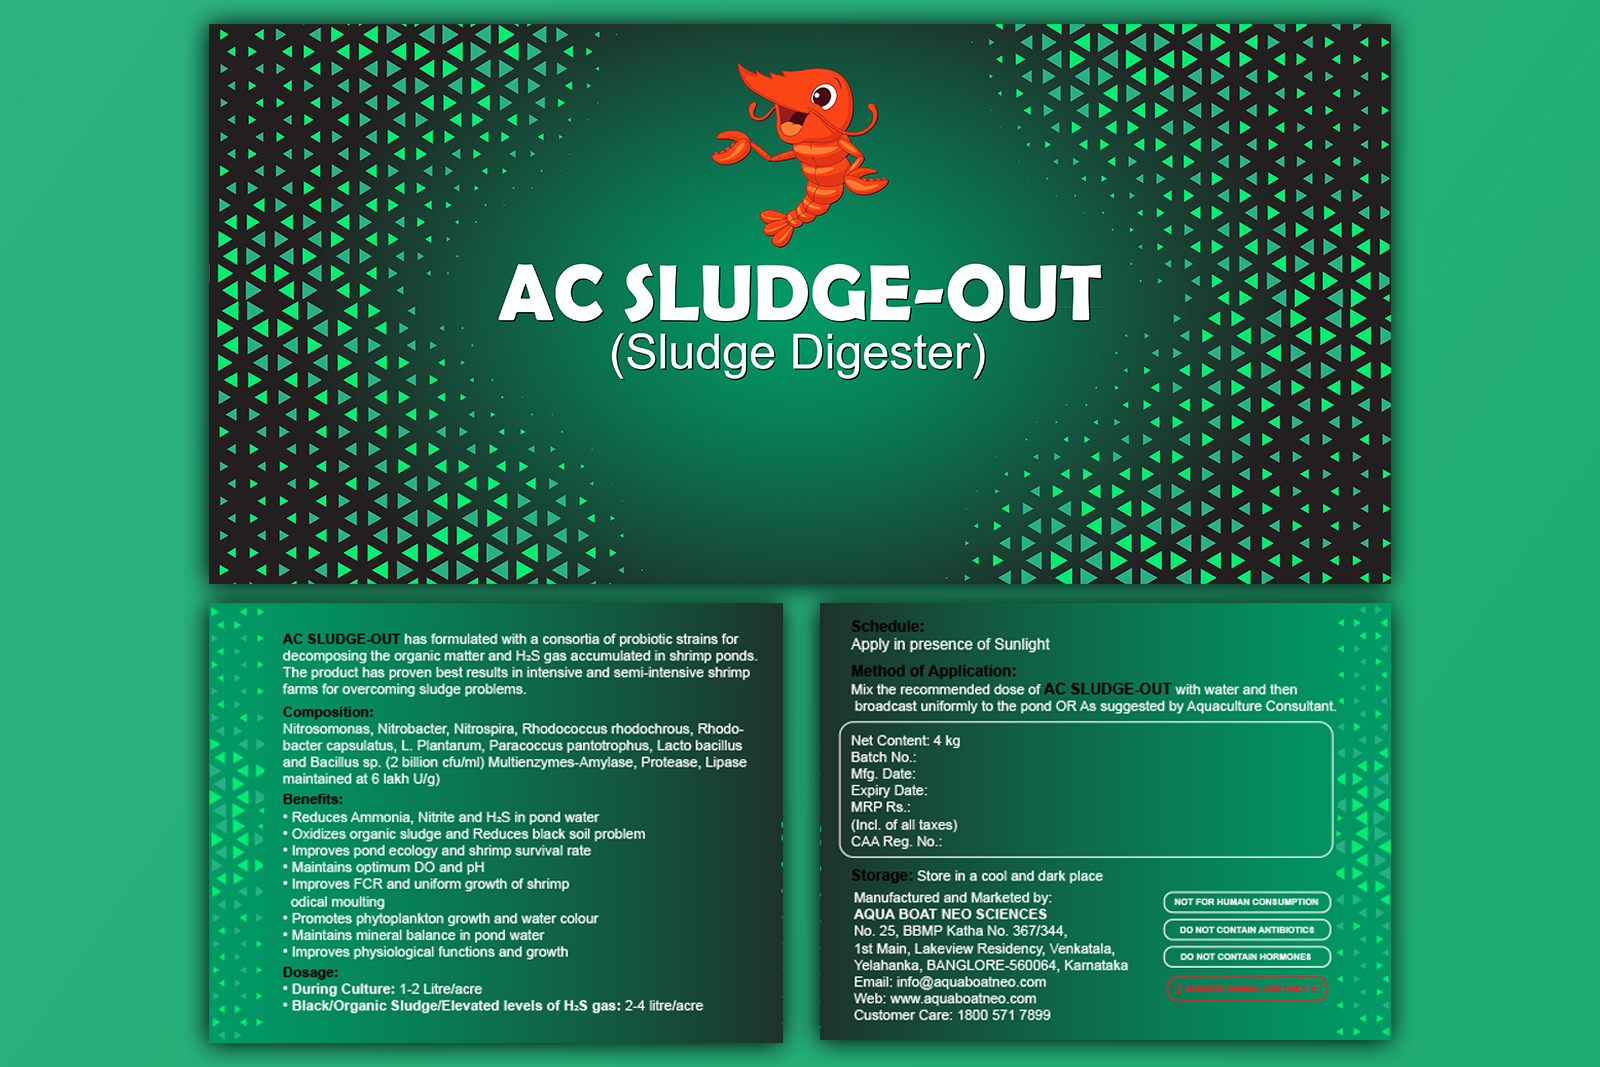 AC SLUDGE-OUT
(Sludge Digester)
AC SLUDGE-OUT has formulated with a consortia of probiotic strains for
decomposing the organic matter and H₂S gas accumulated in shrimp ponds.
The product has proven best results in intensive and semi-intensive shrimp
farms for overcoming sludge problems.
Composition:
Nitrosomonas, Nitrobacter, Nitrospira, Rhodococcus rhodochrous, Rhodo-
bacter capsulatus, L. Plantarum, Paracoccus pantotrophus, Lacto bacillus
and Bacillus sp. (2 billion cfu/ml) Multienzymes-Amylase, Protease, Lipase
maintained at 6 lakh U/g)
Benefits:
• Reduces Ammonia, Nitrite and H₂S in pond water
• Oxidizes organic sludge and Reduces black soil problem
• Improves pond ecology and shrimp survival rate
• Maintains optimum DO and pH
• Improves FCR and uniform growth of shrimp
odical moulting
• Promotes phytoplankton growth and water colour
• Maintains mineral balance in pond water
• Improves physiological functions and growth
Dosage:
• During Culture: 1-2 Litre/acre
• Black/Organic Sludge/Elevated levels of H₂S gas: 2-4 litre/acre
Schedule:
Apply in presence of Sunlight
Method of Application:
Mix the recommended dose of AC SLUDGE-OUT with water and then
broadcast uniformly to the pond OR As suggested by Aquaculture Consultant.
Net Content: 4 kg
Batch No.:
Mfg. Date:
Expiry Date:
MRP Rs.:
(Incl. of all taxes)
CAA Reg. No.:
Storage: Store in a cool and dark place
Manufactured and Marketed by:
AQUA BOAT NEO SCIENCES
No. 25, BBMP Katha No. 367/344,
1st Main, Lakeview Residency, Venkatala,
Yelahanka, BANGLORE-560064, Karnataka
Email: info@aquaboatneo.com
Web: www.aquaboatneo.com
Customer Care: 1800 571 7899
NOT FOR HUMAN CONSUMPTION
DO NOT CONTAIN ANTIBIOTICS
DO NOT CONTAIN HORMONES
AQUATIC ANIMAL USE ONLY